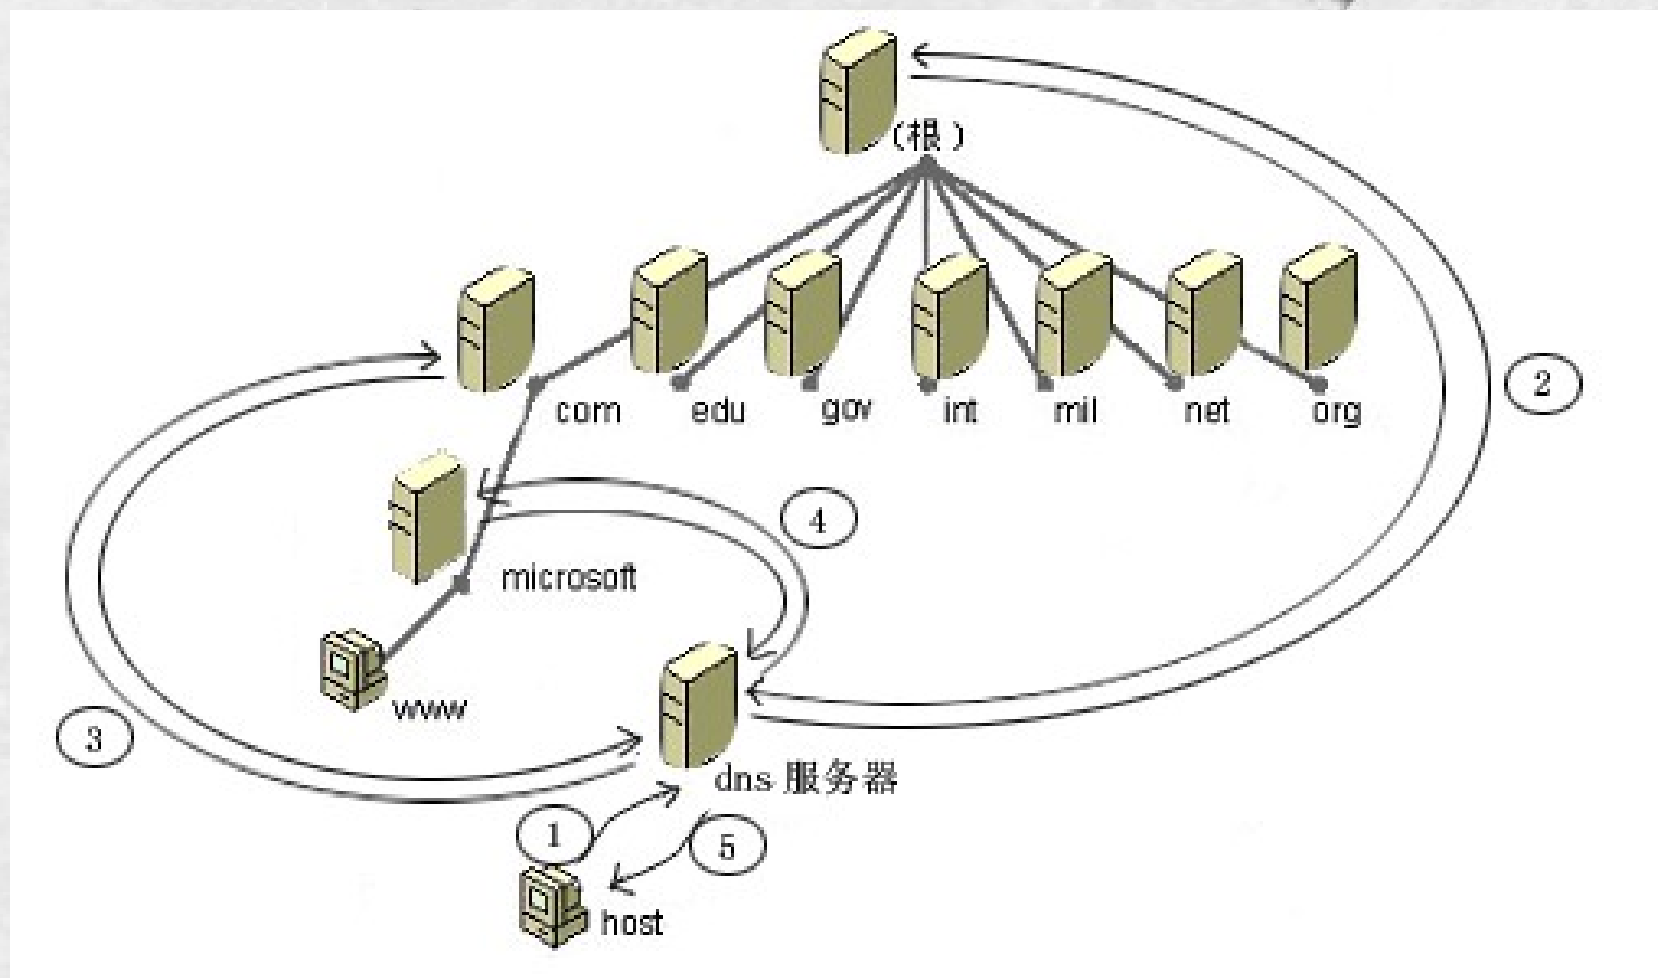 (根)
com edu gov int mil net org
2
4
microsoft
www
3
dns 服务器
1
5
host